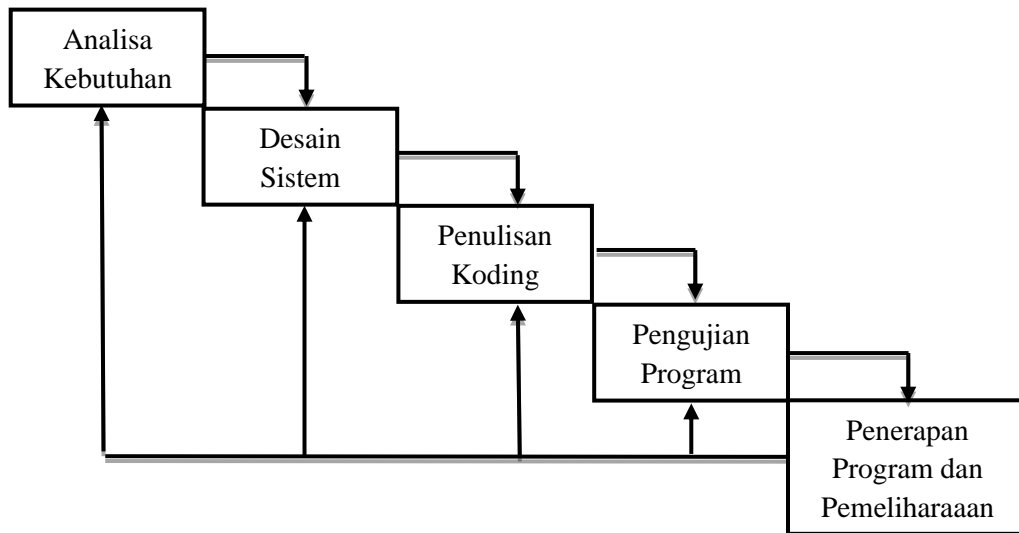 Analisa
Kebutuhan
Desain
Sistem
Penulisan
Koding
Pengujian
Program
Penerapan
Program dan
Pemeliharaaan